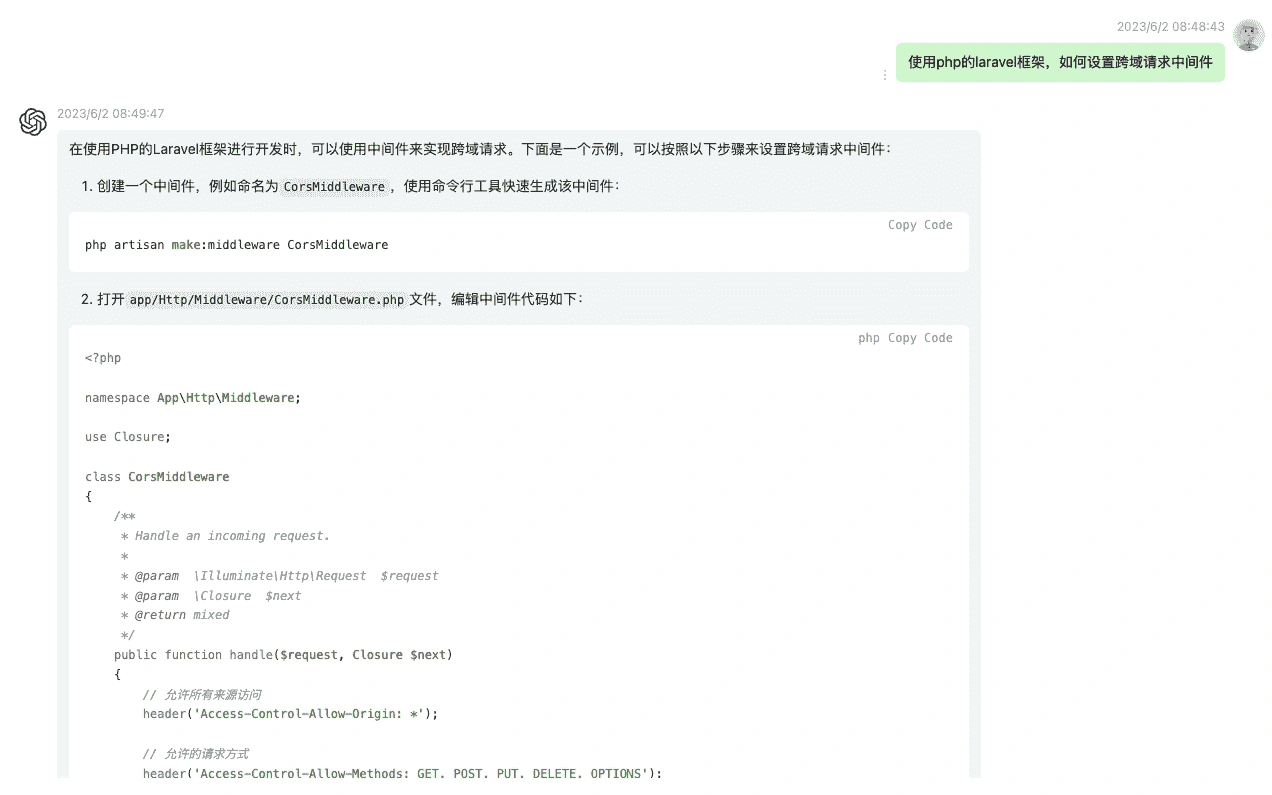 2023/6/2 08:48:43
使用php的laravel框架，如何设置跨域请求中间件
2023/6/2 08:49:47
在使用PHP的Laravel框架进行开发时，可以使用中间件来实现跨域请求。下面是一个示例，可以按照以下步骤来设置跨域请求中间件：
1. 创建一个中间件，例如命名为 CorsMiddleware ，使用命令行工具快速生成该中间件：
Copy Code
php artisan make:middleware CorsMiddleware
2. 打开 app/Http/Middleware/CorsMiddleware.php 文件，编辑中间件代码如下：
php Copy Code
<?php
namespace App\Http\Middleware;
use Closure;
class CorsMiddleware
{
/**
* Handle an incoming request.
*
* @param  \Illuminate\Http\Request  $request
* @param  \Closure  $next
* @return mixed
*/
public function handle($request, Closure $next)
{
// 允许所有来源访问
header('Access-Control-Allow-Origin: *');
// 允许的请求方式
header('Access-Control-Allow-Methods: GET, POST, PUT, DELETE, OPTIONS');